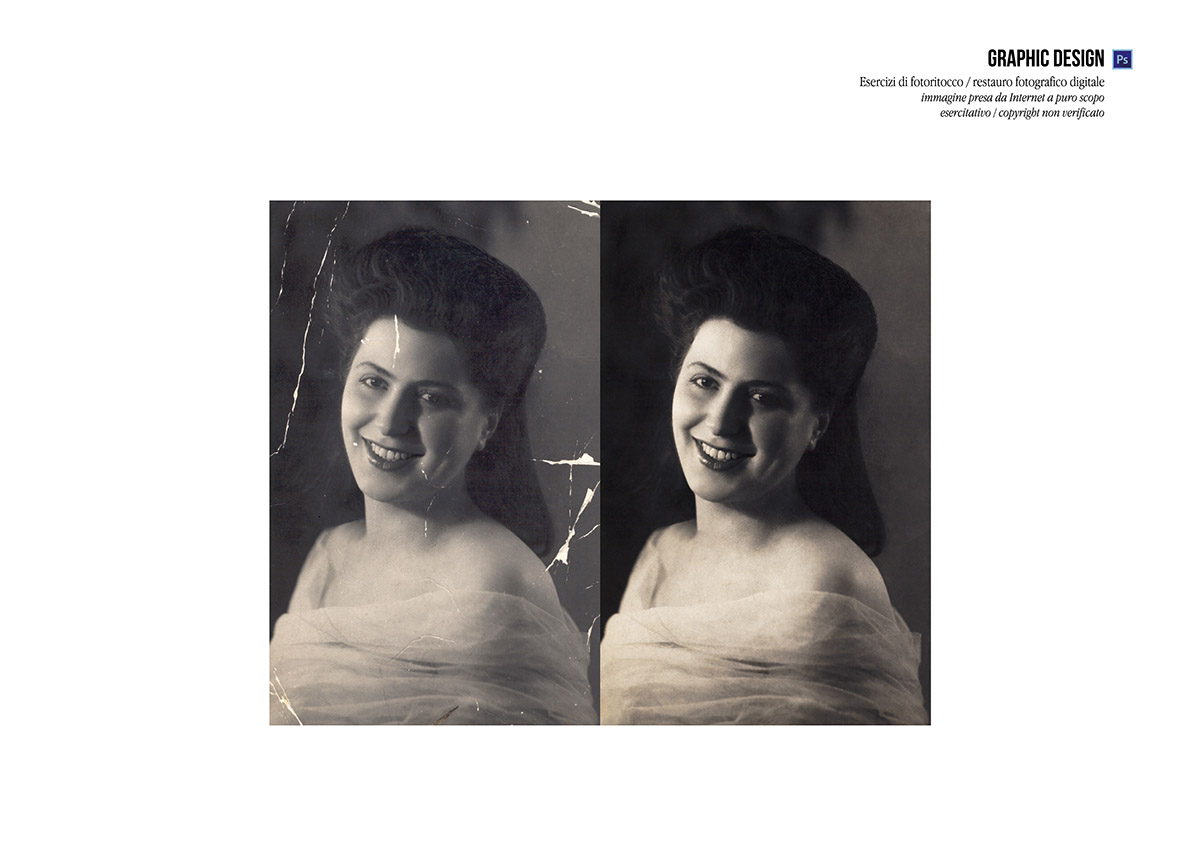 GRAPHIC DESIGN Ps
Esercizi di fotoritocco / restauro fotografico digitale
immagine presa da Internet a puro scopo
esercitativo / copyright non verificato